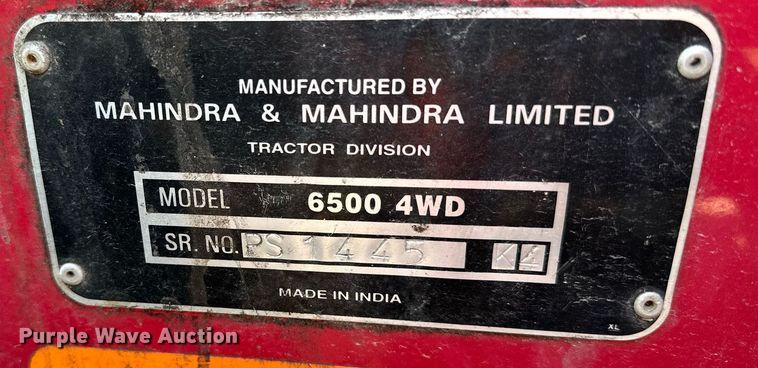 MANUFACTURED BY
MAHINDRA & MAHINDRA LIMITED
TRACTOR DIVISION
MODEL 6500 4WD
SR. NO. PS 1445
MADE IN INDIA
XL
Purple Wave Auction